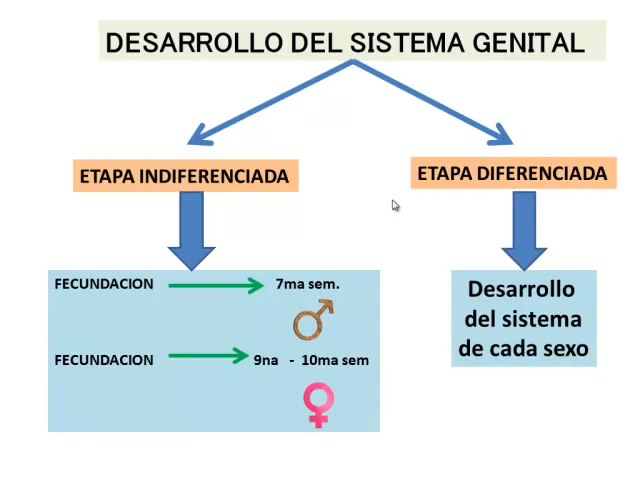 DESARROLLO DEL SISTEMA GENITAL
ETAPA INDIFERENCIADA
ETAPA DIFERENCIADA
FECUNDACION 7ma sem.
FECUNDACION 9na - 10ma sem
Desarrollo
del sistema
de cada sexo